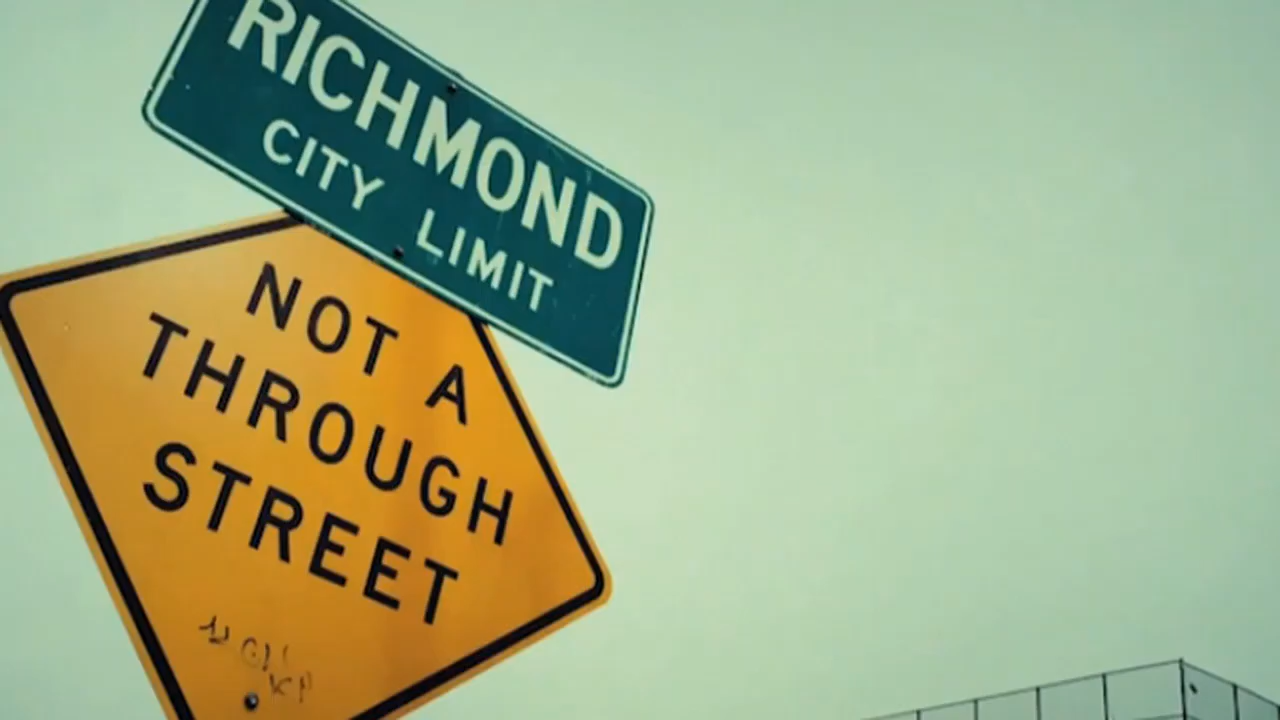 RICHMOND
CITY LIMIT
NOT A
THROUGH
STREET